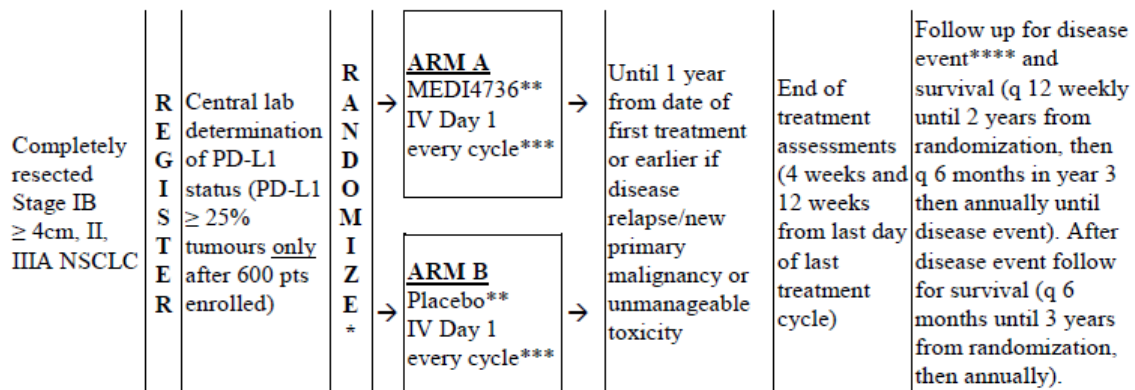 Completely
resected
Stage IB
≥ 4cm, II,
IIIA NSCLC
R
E
G
I
S
T
E
R
Central lab
determination
of PD-L1
status (PD-L1
≥ 25%
tumours only
after 600 pts
enrolled)
R
A
N
D
O
M
I
Z
E
*
→
ARM A
MEDI4736**
IV Day 1
every cycle***
→
→
ARM B
Placebo**
IV Day 1
every cycle***
→
Until 1 year
from date of
first treatment
or earlier if
disease
relapse/new
primary
malignancy or
unmanageable
toxicity
End of
treatment
assessments
(4 weeks and
12 weeks
from last day
of last
treatment
cycle)
Follow up for disease
event**** and
survival (q 12 weekly
until 2 years from
randomization, then
q 6 months in year 3
then annually until
disease event). After
disease event follow
for survival (q 6
months until 3 years
from randomization,
then annually).